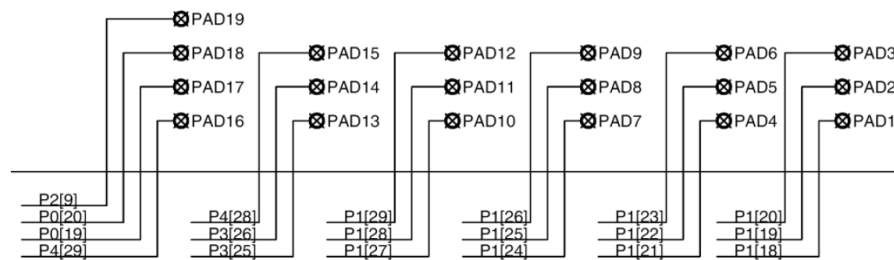 PAD19
PAD18 PAD15 PAD12 PAD9 PAD6 PAD3
PAD17 PAD14 PAD11 PAD8 PAD5 PAD2
PAD16 PAD13 PAD10 PAD7 PAD4 PAD1
P2[9]
P0[20] P4[28] P1[29] P1[26] P1[23] P1[20]
P0[19] P3[26] P1[28] P1[25] P1[22] P1[19]
P4[29] P3[25] P1[27] P1[24] P1[21] P1[18]